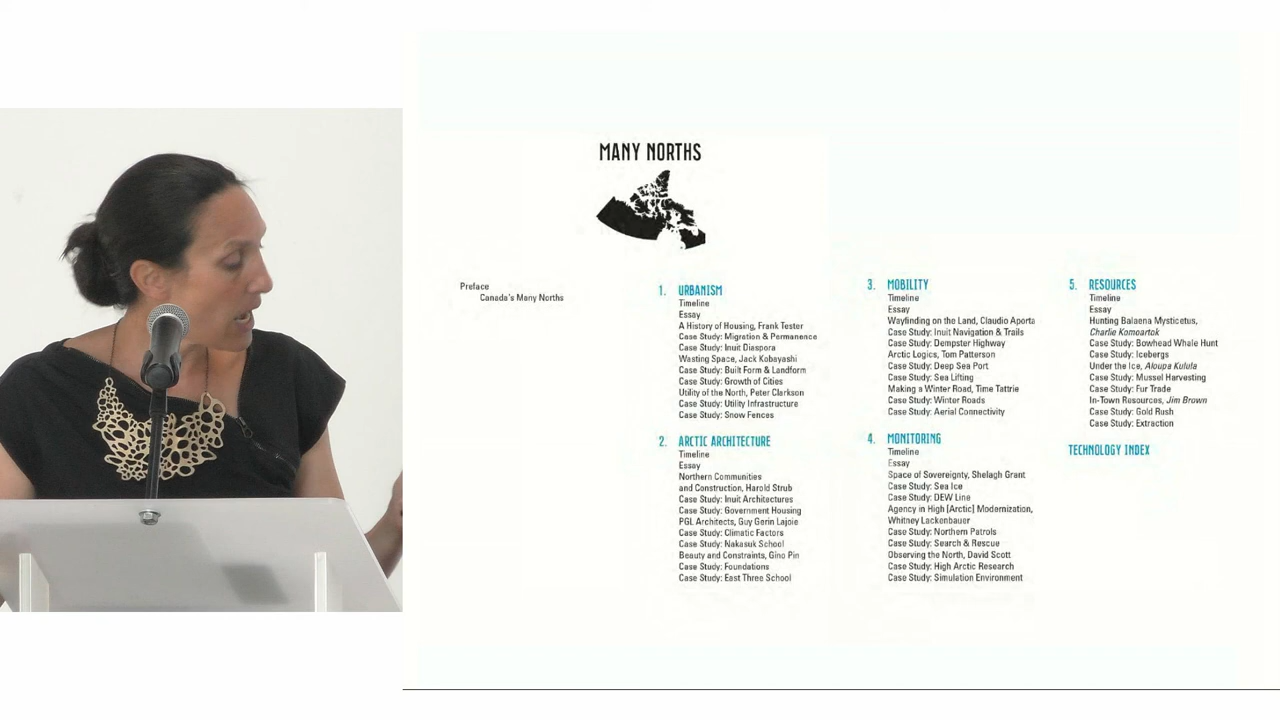 MANY NORTHS
Preface
Canada's Many Norths
1. URBANISM
Timeline
Essay
A History of Housing, Frank Tester
Case Study: Migration & Permanence
Case Study: Inuit Diaspora
Wasting Space, Jack Kobayashi
Case Study: Built Form & Landform
Case Study: Growth of Cities
Utility of the North, Peter Clarkson
Case Study: Utility Infrastructure
Case Study: Snow Fences
2. ARCTIC ARCHITECTURE
Timeline
Essay
Northern Communities
and Construction, Harold Strub
Case Study: Inuit Architectures
Case Study: Government Housing
PGL Architects, Guy Gerin Lajoie
Case Study: Climatic Factors
Case Study: Nakasuk School
Beauty and Constraints, Gino Pin
Case Study: Foundations
Case Study: East Three School
3. MOBILITY
Timeline
Essay
Wayfinding on the Land, Claudio Aporta
Case Study: Inuit Navigation & Trails
Case Study: Dempster Highway
Arctic Logics, Tom Patterson
Case Study: Deep Sea Port
Case Study: Sea Lifting
Making a Winter Road, Time Tattrie
Case Study: Winter Roads
Case Study: Aerial Connectivity
4. MONITORING
Timeline
Essay
Space of Sovereignty, Shelagh Grant
Case Study: Sea Ice
Case Study: DEW Line
Agency in High [Arctic] Modernization,
Whitney Lackenbauer
Case Study: Northern Patrols
Case Study: Search & Rescue
Observing the North, David Scott
Case Study: High Arctic Research
Case Study: Simulation Environment
5. RESOURCES
Timeline
Essay
Hunting Balaena Mysticetus,
Charlie Komoartok
Case Study: Bowhead Whale Hunt
Case Study: Icebergs
Under the Ice, Aloupa Kulula
Case Study: Mussel Harvesting
Case Study: Fur Trade
In-Town Resources, Jim Brown
Case Study: Gold Rush
Case Study: Extraction
TECHNOLOGY INDEX